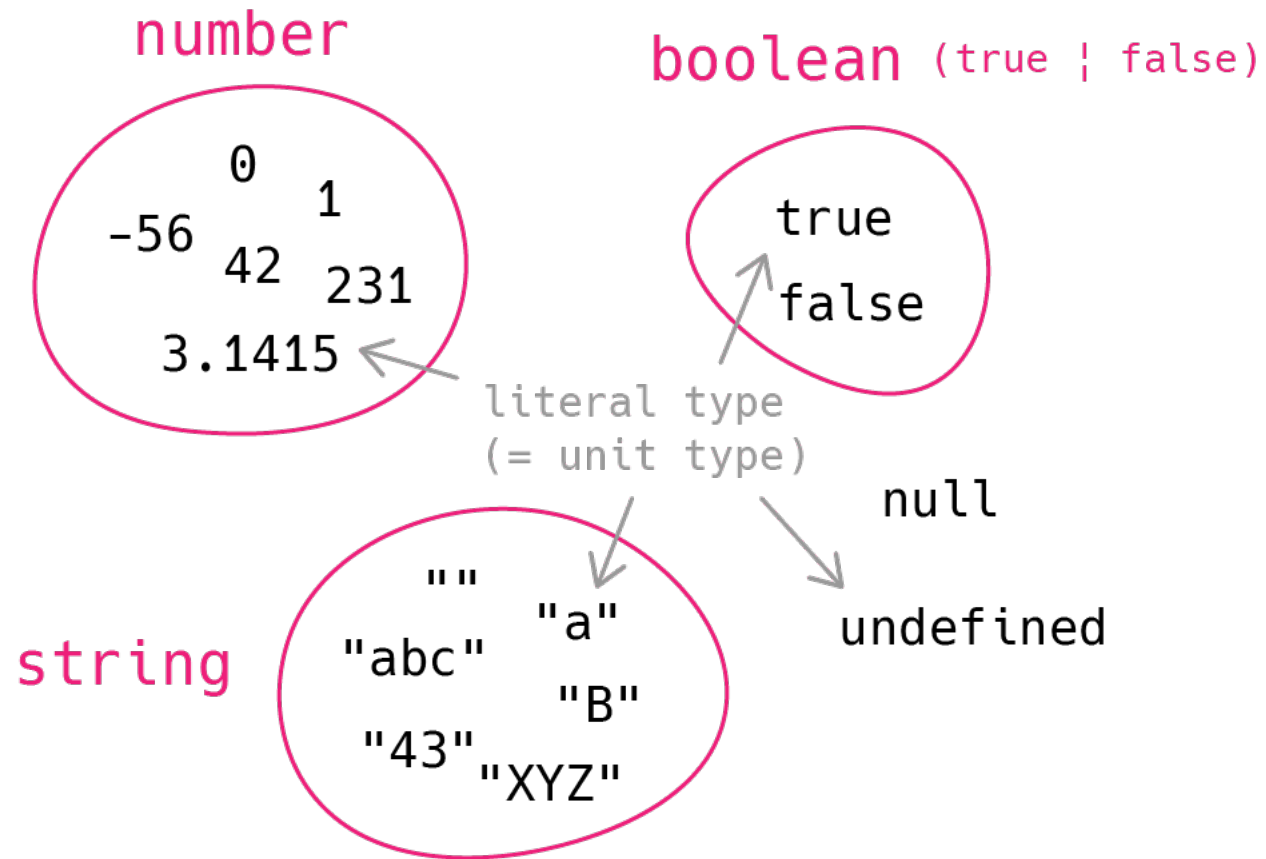 number
0
1
-56
42
231
3.1415
boolean (true ¦ false)
true
false
literal type
(= unit type)
null
undefined
string
""
"a"
"abc"
"B"
"43"
"XYZ"